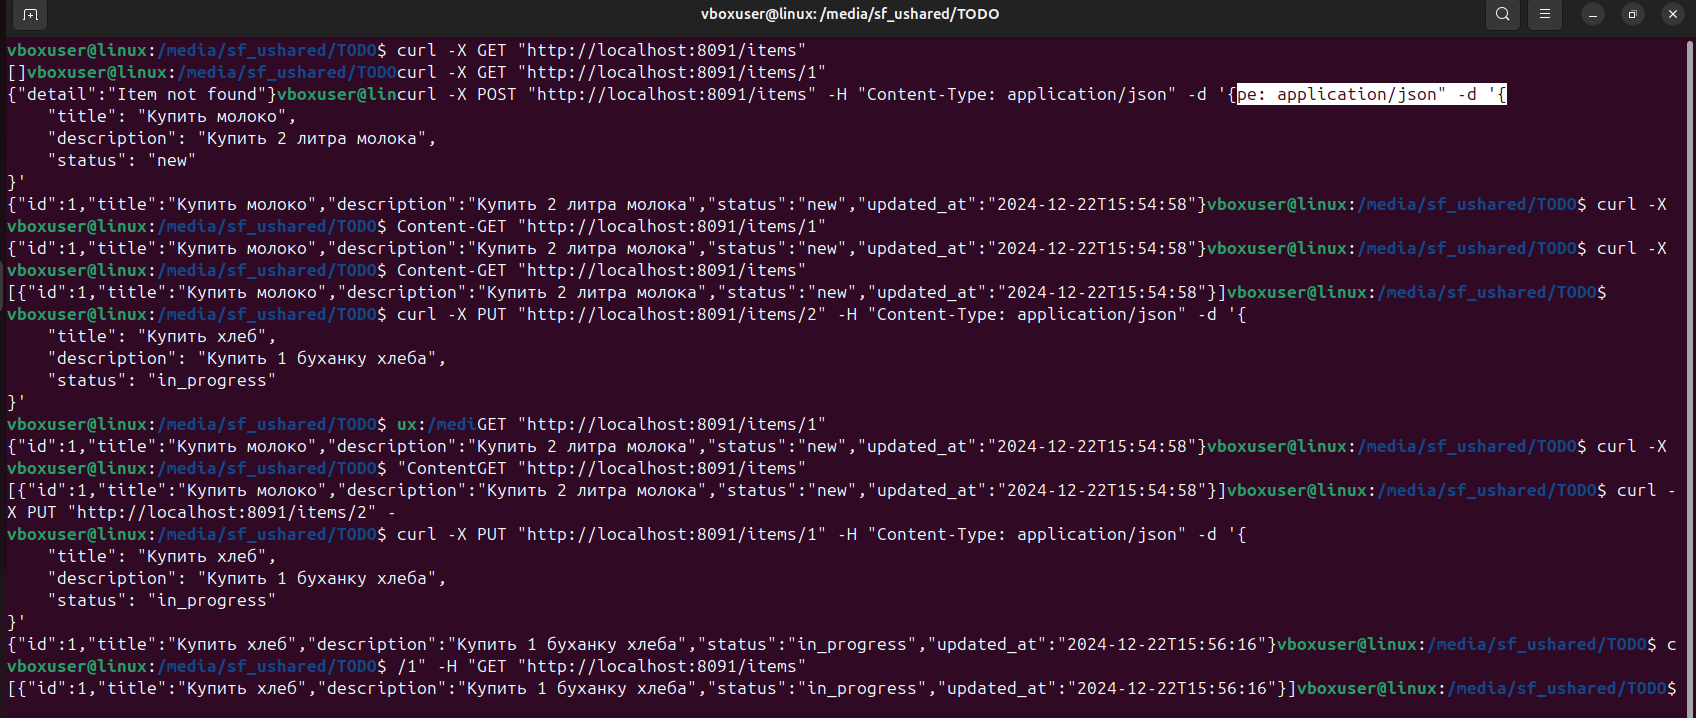 vboxuser@linux: /media/sf_ushared/TODO
vboxuser@linux:/media/sf_ushared/TODO$ curl -X GET "http://localhost:8091/items"
[]vboxuser@linux:/media/sf_ushared/TODOcurl -X GET "http://localhost:8091/items/1"
{"detail":"Item not found"}vboxuser@lincurl -X POST "http://localhost:8091/items" -H "Content-Type: application/json" -d '{pe: application/json" -d '{
    "title": "Купить молоко",
    "description": "Купить 2 литра молока",
    "status": "new"
}'
{"id":1,"title":"Купить молоко","description":"Купить 2 литра молока","status":"new","updated_at":"2024-12-22T15:54:58"}vboxuser@linux:/media/sf_ushared/TODO$ curl -X
vboxuser@linux:/media/sf_ushared/TODO$ Content-GET "http://localhost:8091/items/1"
{"id":1,"title":"Купить молоко","description":"Купить 2 литра молока","status":"new","updated_at":"2024-12-22T15:54:58"}vboxuser@linux:/media/sf_ushared/TODO$ curl -X
vboxuser@linux:/media/sf_ushared/TODO$ Content-GET "http://localhost:8091/items"
[{"id":1,"title":"Купить молоко","description":"Купить 2 литра молока","status":"new","updated_at":"2024-12-22T15:54:58"}]vboxuser@linux:/media/sf_ushared/TODO$
vboxuser@linux:/media/sf_ushared/TODO$ curl -X PUT "http://localhost:8091/items/2" -H "Content-Type: application/json" -d '{
    "title": "Купить хлеб",
    "description": "Купить 1 буханку хлеба",
    "status": "in_progress"
}'
vboxuser@linux:/media/sf_ushared/TODO$ ux:/mediGET "http://localhost:8091/items/1"
{"id":1,"title":"Купить молоко","description":"Купить 2 литра молока","status":"new","updated_at":"2024-12-22T15:54:58"}vboxuser@linux:/media/sf_ushared/TODO$ curl -X
vboxuser@linux:/media/sf_ushared/TODO$ "ContentGET "http://localhost:8091/items"
[{"id":1,"title":"Купить молоко","description":"Купить 2 литра молока","status":"new","updated_at":"2024-12-22T15:54:58"}]vboxuser@linux:/media/sf_ushared/TODO$ curl -
X PUT "http://localhost:8091/items/2" -
vboxuser@linux:/media/sf_ushared/TODO$ curl -X PUT "http://localhost:8091/items/1" -H "Content-Type: application/json" -d '{
    "title": "Купить хлеб",
    "description": "Купить 1 буханку хлеба",
    "status": "in_progress"
}'
{"id":1,"title":"Купить хлеб","description":"Купить 1 буханку хлеба","status":"in_progress","updated_at":"2024-12-22T15:56:16"}vboxuser@linux:/media/sf_ushared/TODO$ c
vboxuser@linux:/media/sf_ushared/TODO$ /1" -H "GET "http://localhost:8091/items"
[{"id":1,"title":"Купить хлеб","description":"Купить 1 буханку хлеба","status":"in_progress","updated_at":"2024-12-22T15:56:16"}]vboxuser@linux:/media/sf_ushared/TODO$